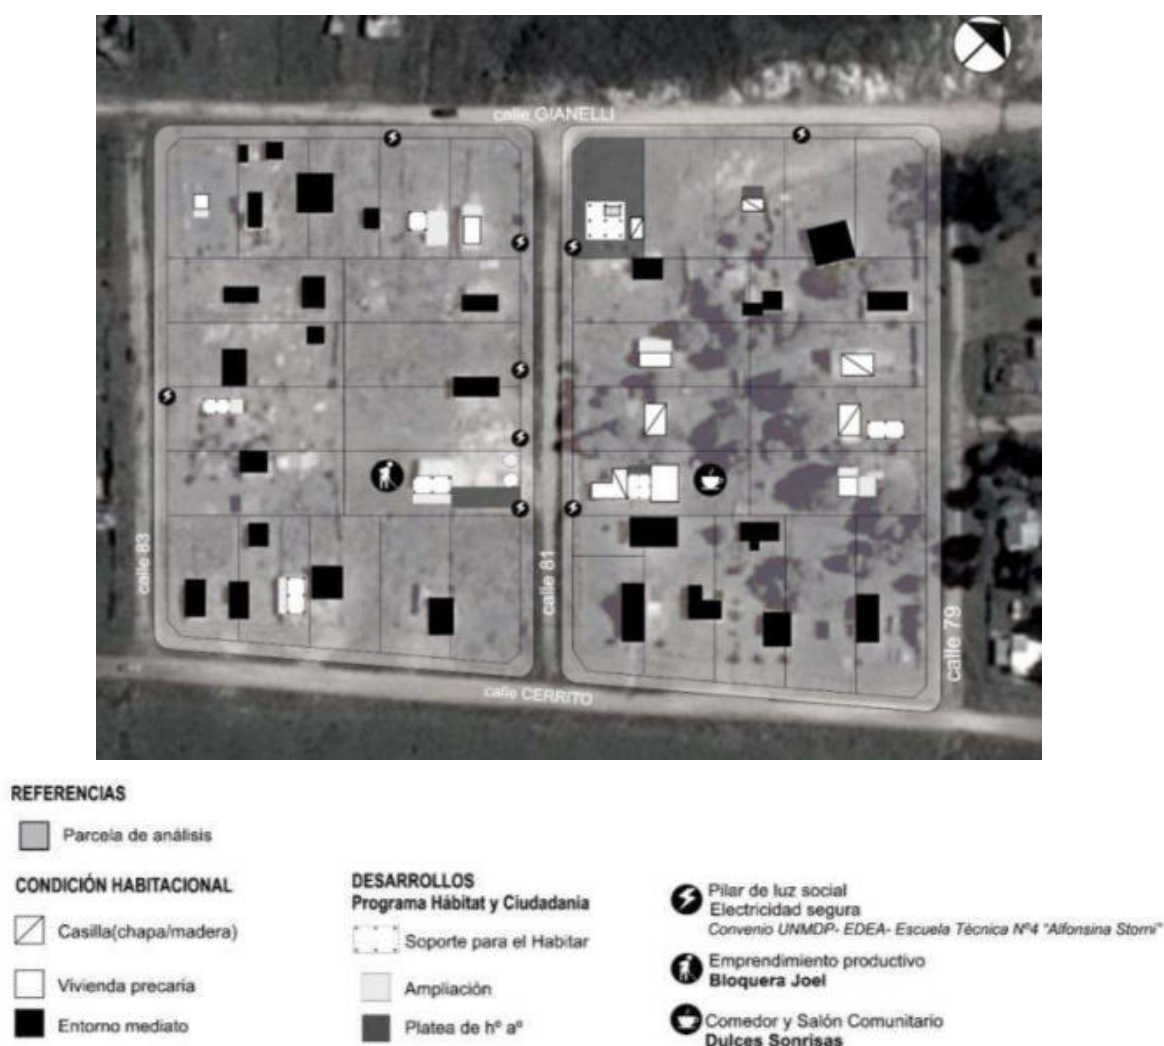 calle GIANELLI
calle 83
calle 81
calle 79
calle CERRITO
REFERENCIAS
Parcela de análisis
CONDICIÓN HABITACIONAL
Casilla(chapa/madera)
Vivienda precaria
Entorno mediato
DESARROLLOS
Programa Hábitat y Ciudadania
Soporte para el Habitar
Ampliación
Platea de hº aº
Pilar de luz social
Electricidad segura
Convenio UNMDP- EDEA- Escuela Técnica Nº4 "Alfonsina Storni"
Emprendimiento productivo
Bloquera Joel
Comedor y Salón Comunitario
Dulces Sonrisas